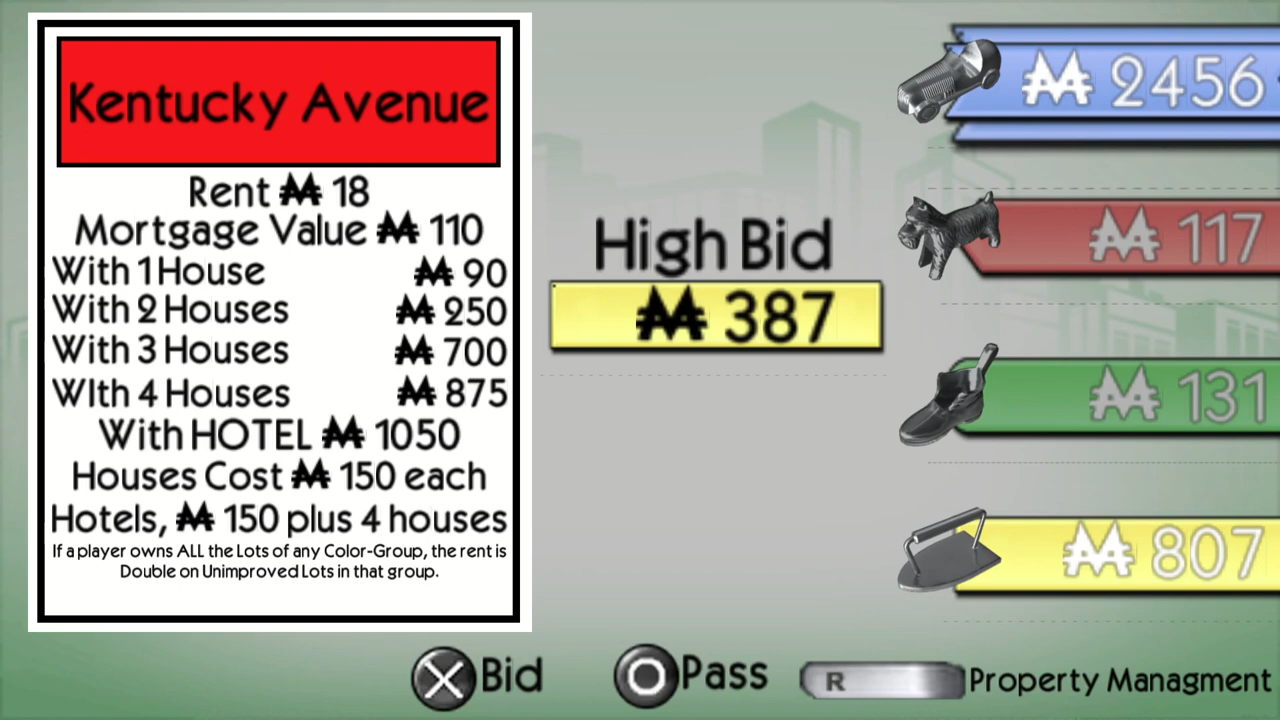 Kentucky Avenue
Rent M 18
Mortgage Value M 110
With 1 House M 90
With 2 Houses M 250
With 3 Houses M 700
WIth 4 Houses M 875
With HOTEL M 1050
Houses Cost M 150 each
Hotels, M 150 plus 4 houses
If a player owns ALL the Lots of any Color-Group, the rent is
Double on Unimproved Lots in that group.
High Bid
M 387
M 2456
M 117
M 131
M 807
X Bid
O Pass
R Property Managment